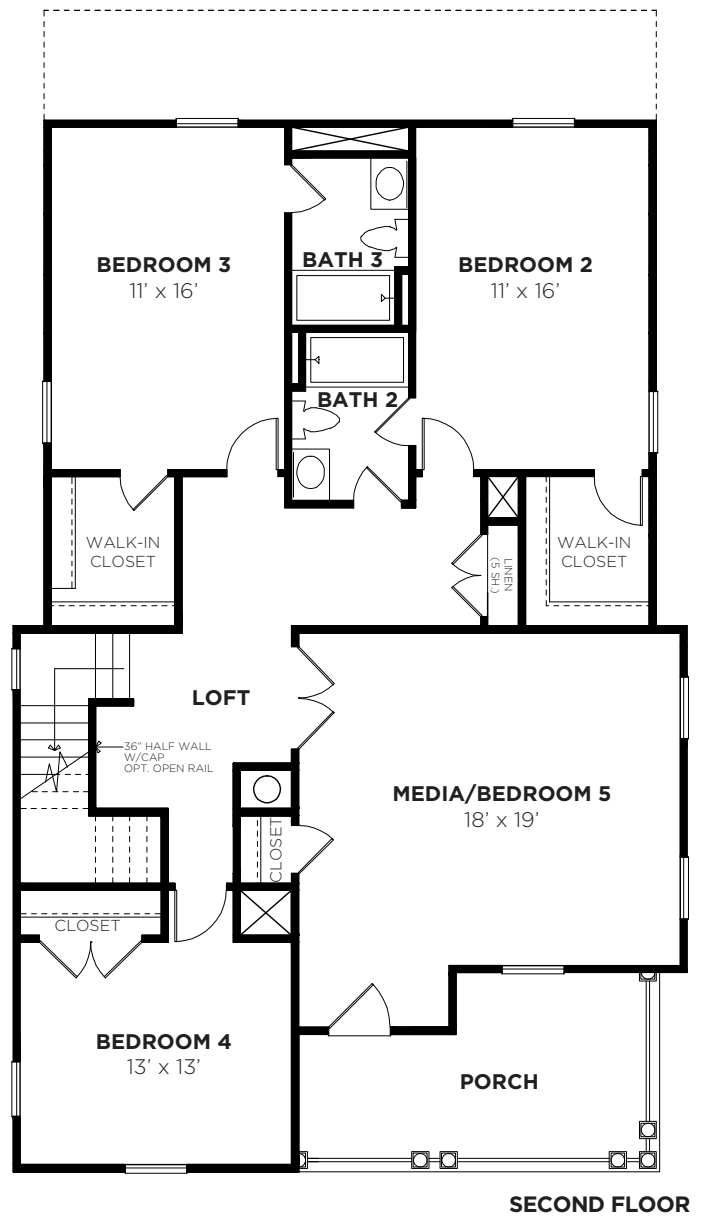 BEDROOM 3
11’ x 16’
BATH 3
BEDROOM 2
11’ x 16’
BATH 2
WALK-IN
CLOSET
LINEN
(5 SH.)
WALK-IN
CLOSET
LOFT
36" HALF WALL
W/CAP
OPT. OPEN RAIL
MEDIA/BEDROOM 5
18’ x 19’
CLOSET
CLOSET
BEDROOM 4
13’ x 13’
PORCH
SECOND FLOOR